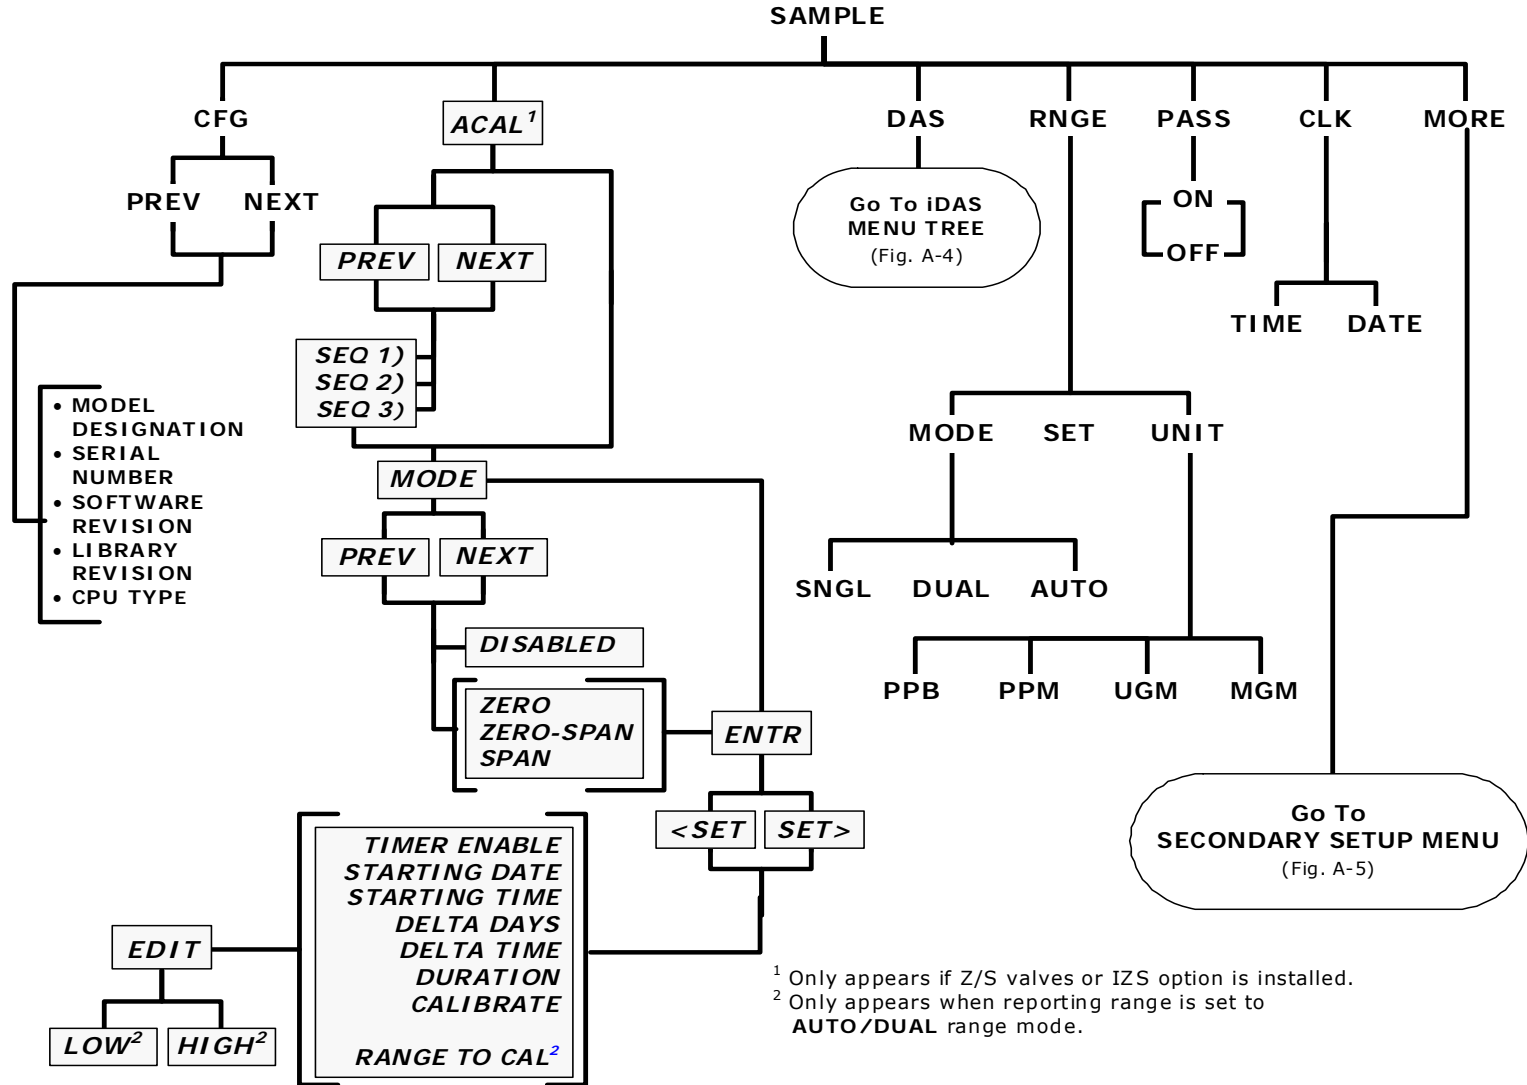 SAMPLE
CFG
ACAL1
DAS
RNGE
PASS
CLK
MORE
PREV
NEXT
PREV
NEXT
Go To iDAS
MENU TREE
(Fig. A-4)
ON
OFF
TIME
DATE
SEQ 1)
SEQ 2)
SEQ 3)
• MODEL
DESIGNATION
• SERIAL
NUMBER
• SOFTWARE
REVISION
• LIBRARY
REVISION
• CPU TYPE
MODE
SET
UNIT
MODE
PREV
NEXT
SNGL
DUAL
AUTO
DISABLED
ZERO
ZERO-SPAN
SPAN
ENTR
PPB
PPM
UGM
MGM
<SET
SET>
Go To
SECONDARY SETUP MENU
(Fig. A-5)
TIMER ENABLE
STARTING DATE
STARTING TIME
DELTA DAYS
DELTA TIME
DURATION
CALIBRATE
RANGE TO CAL2
EDIT
LOW2
HIGH2
1 Only appears if Z/S valves or IZS option is installed.
2 Only appears when reporting range is set to
AUTO/DUAL range mode.